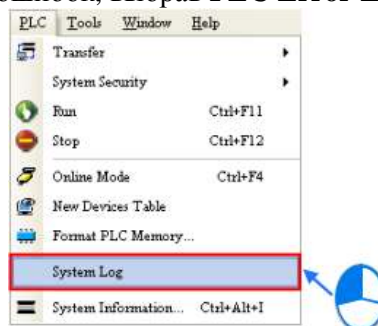 PLC Tools Window Help
Transfer
System Security
Run Ctrl+F11
Stop Ctrl+F12
Online Mode Ctrl+F4
New Devices Table
Format PLC Memory...
System Log
System Information... Ctrl+Alt+I